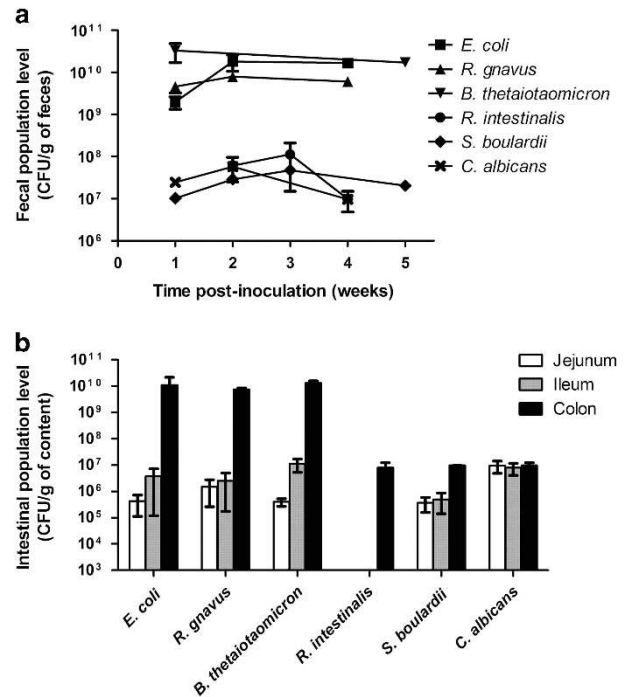 a
Fecal population level
(CFU/g of feces)
10^11
10^10
10^9
10^8
10^7
10^6
0
1
2
3
4
5
Time post-inoculation (weeks)
E. coli
R. gnavus
B. thetaiotaomicron
R. intestinalis
S. boulardii
C. albicans
b
Intestinal population level
(CFU/g of content)
10^11
10^10
10^9
10^8
10^7
10^6
10^5
10^4
10^3
Jejunum
Ileum
Colon
E. coli
R. gnavus
B. thetaiotaomicron
R. intestinalis
S. boulardii
C. albicans